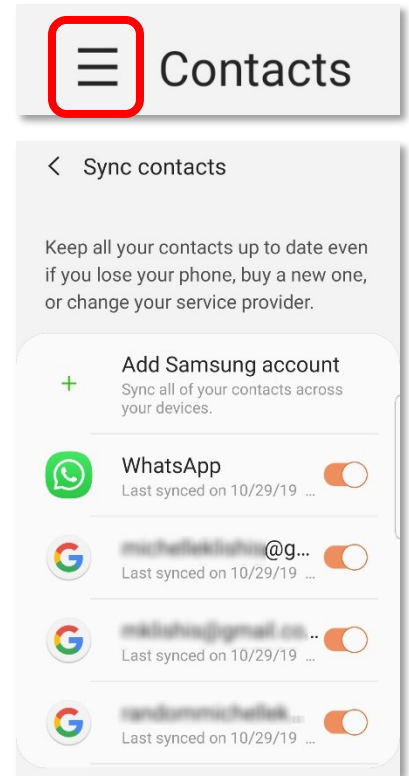 Contacts
Sync contacts
Keep all your contacts up to date even
if you lose your phone, buy a new one,
or change your service provider.
Add Samsung account
Sync all of your contacts across
your devices.
WhatsApp
Last synced on 10/29/19 ...
@g...
Last synced on 10/29/19 ...
Last synced on 10/29/19 ...
Last synced on 10/29/19 ...